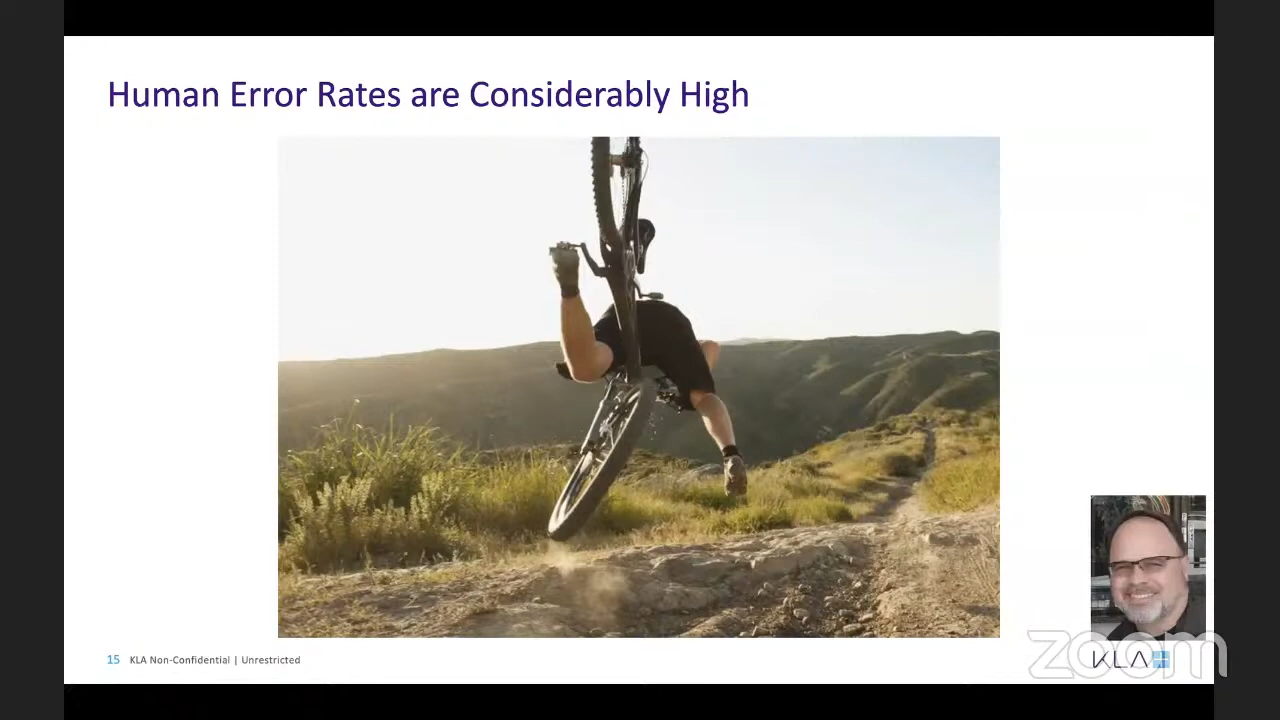 Human Error Rates are Considerably High
15 KLA Non-Confidential | Unrestricted
KLA
zoom